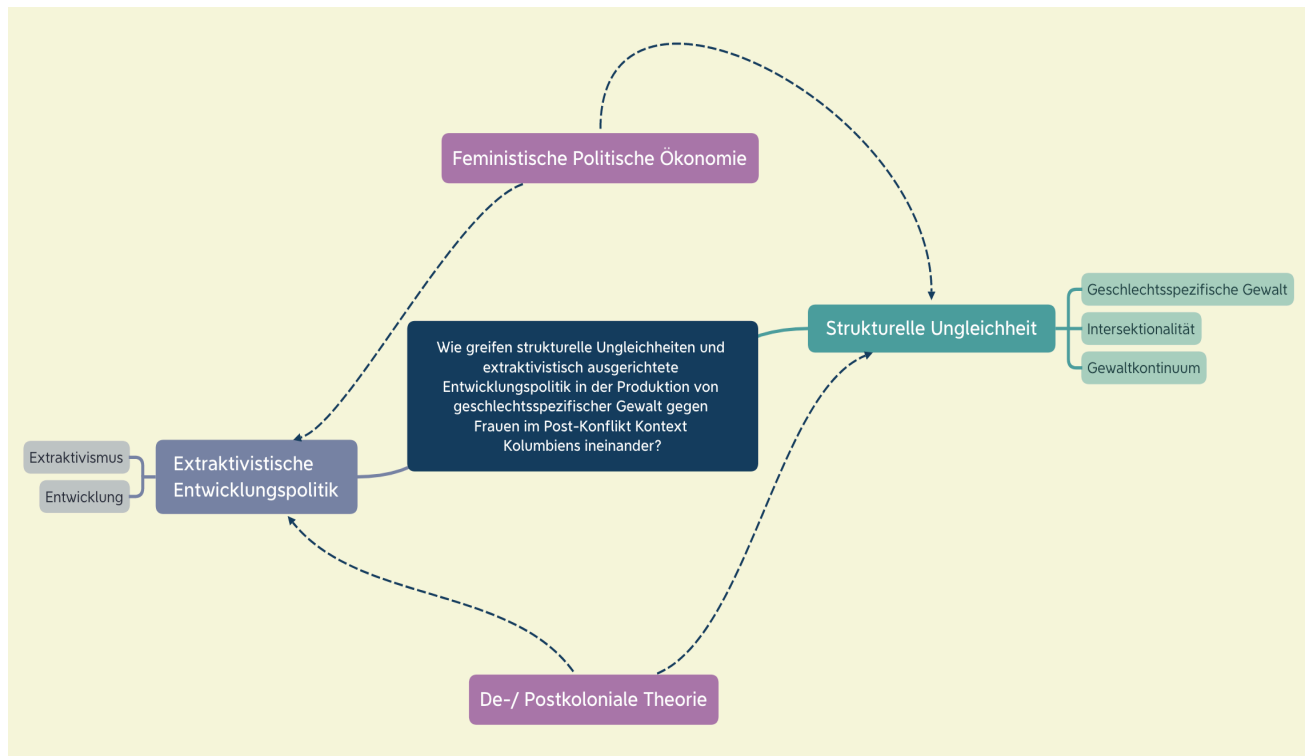 Feministische Politische Ökonomie
Geschlechtsspezifische Gewalt
Strukturelle Ungleichheit
Intersektionalität
Gewaltkontinuum
Wie greifen strukturelle Ungleichheiten und
extraktivistisch ausgerichtete
Entwicklungspolitik in der Produktion von
geschlechtsspezifischer Gewalt gegen
Frauen im Post-Konflikt Kontext
Kolumbiens ineinander?
Extraktivismus
Entwicklung
Extraktivistische
Entwicklungspolitik
De-/ Postkoloniale Theorie